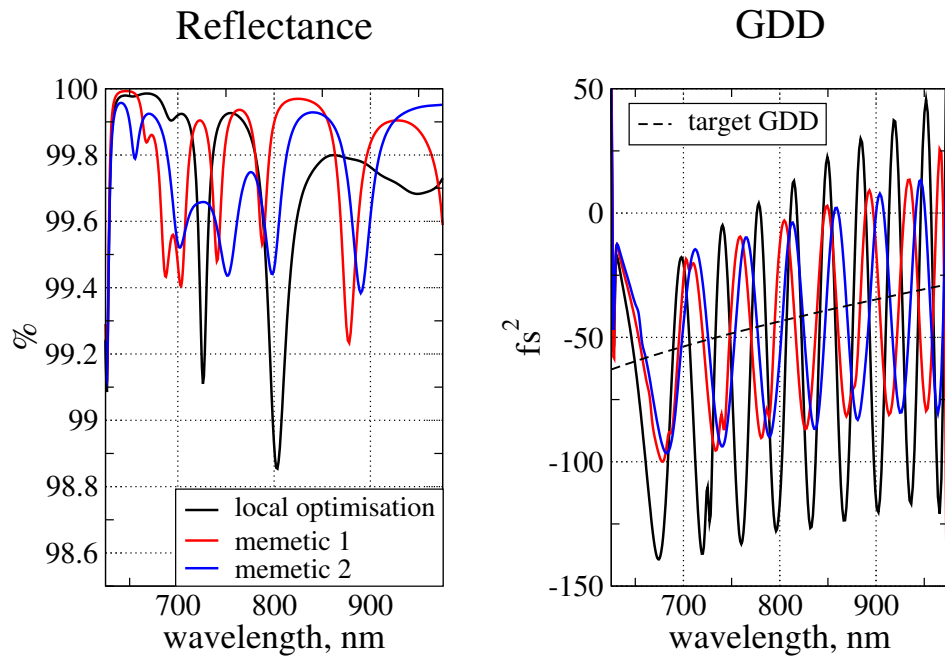 Reflectance
100
99.8
99.6
99.4
99.2
99
98.8
98.6
%
local optimisation
memetic 1
memetic 2
700
800
900
wavelength, nm
GDD
50
0
-50
-100
-150
fs²
target GDD
700
800
900
wavelength, nm